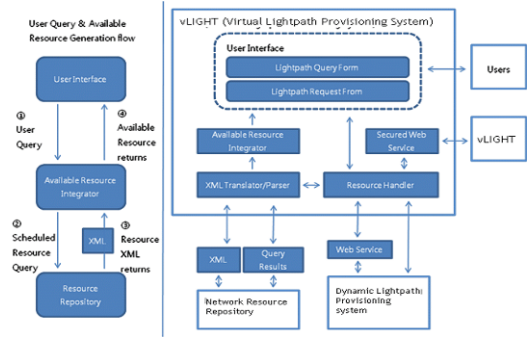 User Query & Available
Resource Generation flow
User Interface
①
User
Query
④
Available
Resource
returns
Available Resource
Integrator
②
Scheduled
Resource
Query
XML
③
Resource
XML
returns
Resource
Repository
vLIGHT (Virtual Lightpath Provisioning System)
User Interface
Lightpath Query Form
Lightpath Request From
Users
Available Resource
Integrator
Secured Web
Service
vLIGHT
XML Translator/Parser
Resource Handler
XML
Query
Results
Web Service
Network Resource
Repository
Dynamic Lightpaths
Provisioning
system